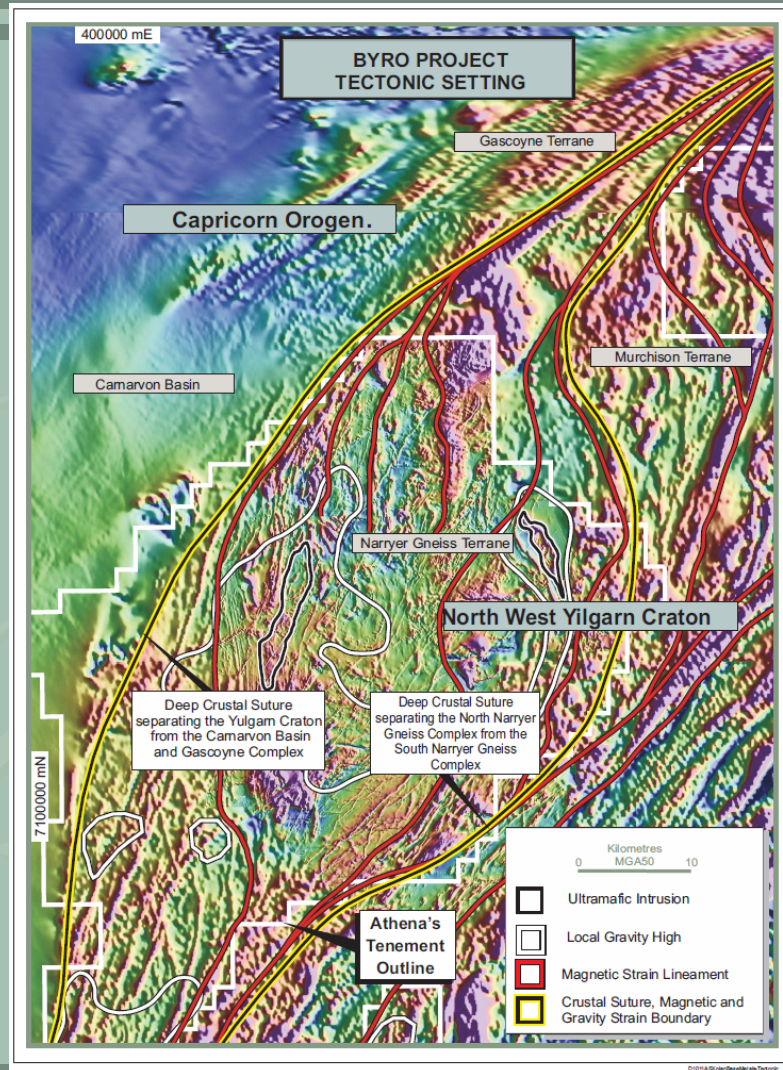 400000 mE
BYRO PROJECT
TECTONIC SETTING
Gascoyne Terrane
Capricorn Orogen.
Murchison Terrane
Carnarvon Basin
Narryer Gneiss Terrane
North West Yilgarn Craton
Deep Crustal Suture
separating the Yulgarn Craton
from the Carnarvon Basin
and Gascoyne Complex
Deep Crustal Suture
separating the North Narryer
Gneiss Complex from the
South Narryer Gneiss
Complex
7100000 mN
Athena's
Tenement
Outline
Kilometres
0 MGA50 10
Ultramafic Intrusion
Local Gravity High
Magnetic Strain Lineament
Crustal Suture, Magnetic and
Gravity Strain Boundary